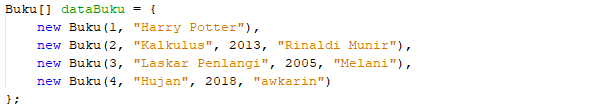 Buku[] dataBuku = {
    new Buku(1, "Harry Potter"),
    new Buku(2, "Kalkulus", 2013, "Rinaldi Munir"),
    new Buku(3, "Laskar Penlangi", 2005, "Melani"),
    new Buku(4, "Hujan", 2018, "awkarin")
};